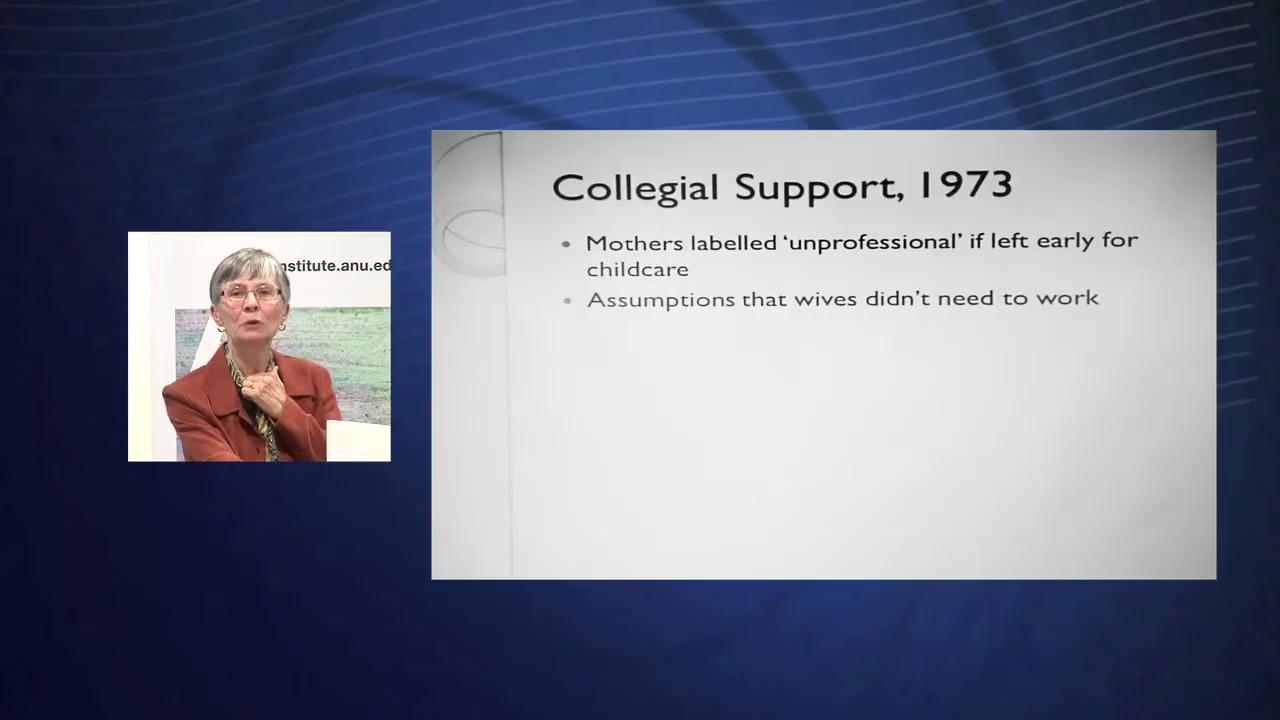 nstitute.anu.ed
Collegial Support, 1973
• Mothers labelled ‘unprofessional’ if left early for
childcare
• Assumptions that wives didn’t need to work